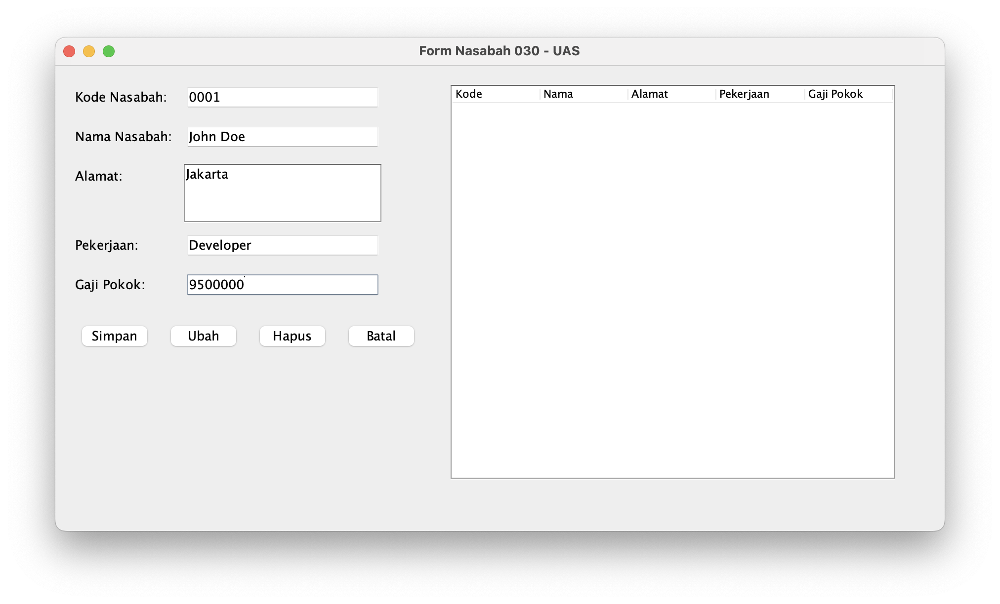 Form Nasabah 030 - UAS
Kode Nasabah: 0001
Nama Nasabah: John Doe
Alamat: Jakarta
Pekerjaan: Developer
Gaji Pokok: 9500000
Simpan Ubah Hapus Batal
Kode Nama Alamat Pekerjaan Gaji Pokok